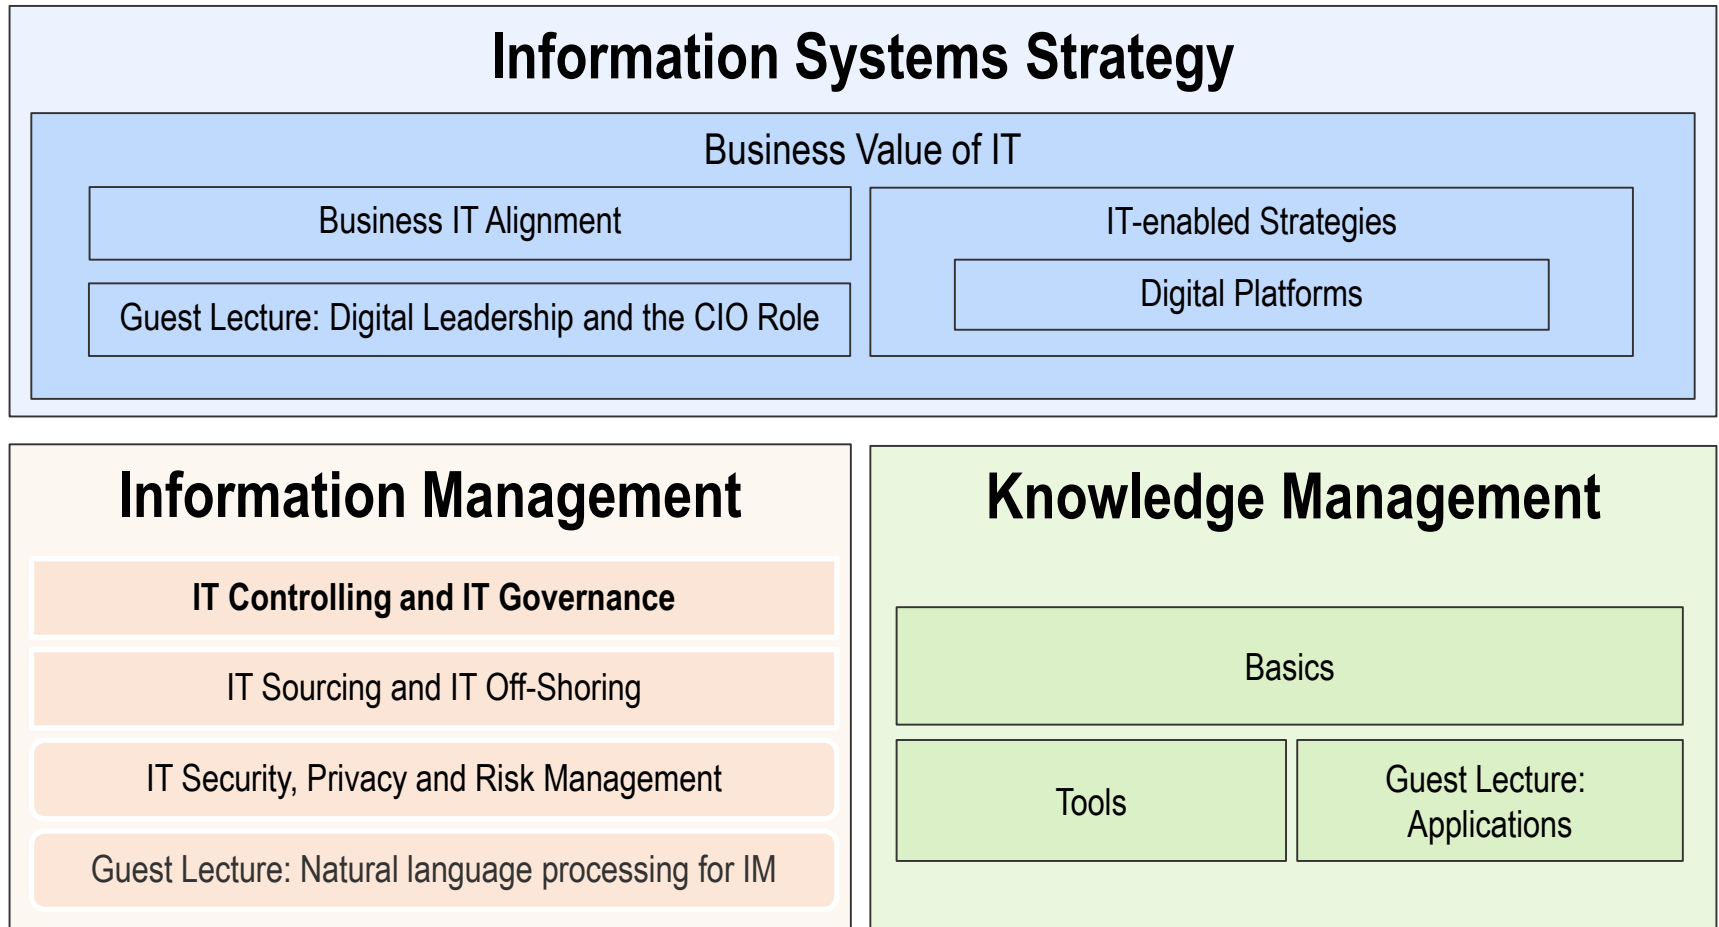 Information Systems Strategy
Business Value of IT
Business IT Alignment
Guest Lecture: Digital Leadership and the CIO Role
IT-enabled Strategies
Digital Platforms
Information Management
IT Controlling and IT Governance
IT Sourcing and IT Off-Shoring
IT Security, Privacy and Risk Management
Guest Lecture: Natural language processing for IM
Knowledge Management
Basics
Tools
Guest Lecture:
Applications